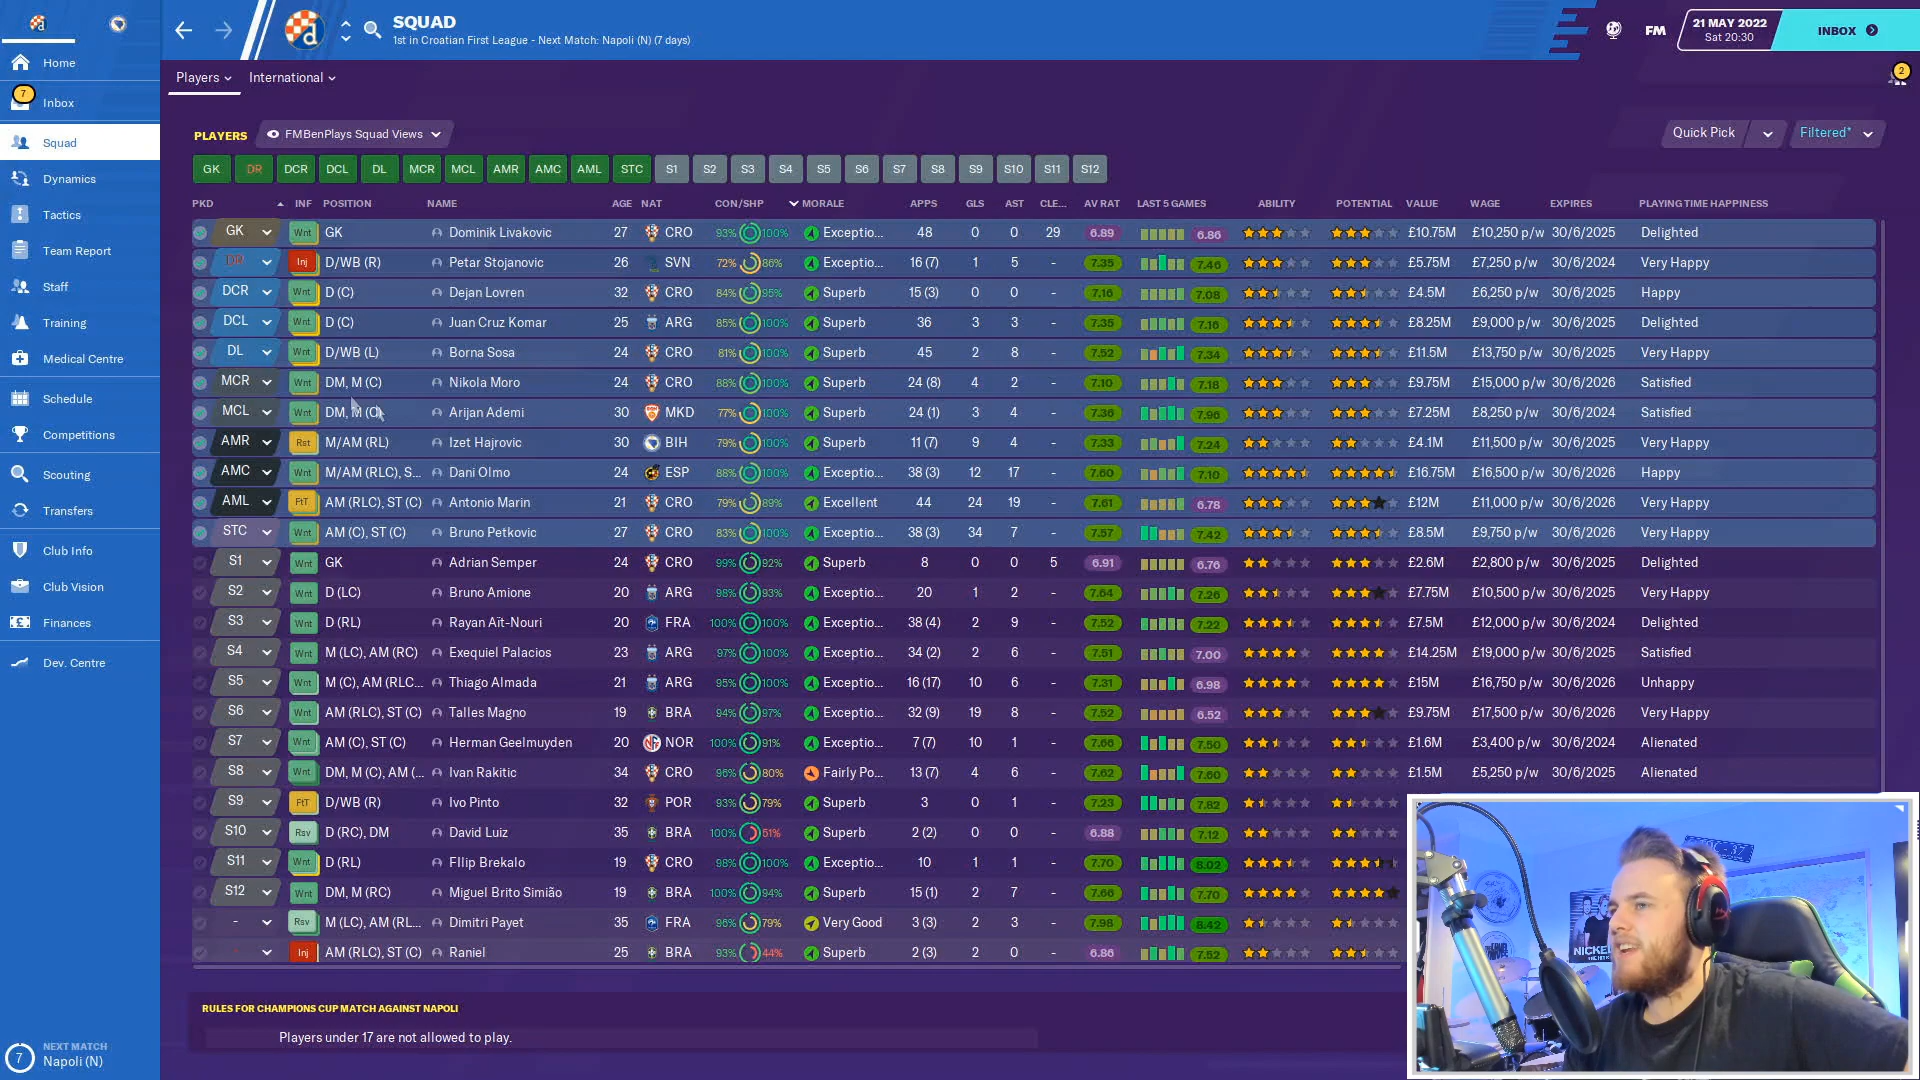 SQUAD
1st in Croatian First League - Next Match: Napoli (N) (7 days)
FM
21 MAY 2022
Sat 20:30
INBOX
Home
7
Inbox
Squad
Dynamics
Tactics
Team Report
Staff
Training
Medical Centre
Schedule
Competitions
Scouting
Transfers
Club Info
Club Vision
Finances
Dev. Centre
7
NEXT MATCH
Napoli (N)
Players International
2
PLAYERS FMBenPlays Squad Views Quick Pick Filtered*
GK DR DCR DCL DL MCR MCL AMR AMC AML STC S1 S2 S3 S4 S5 S6 S7 S8 S9 S10 S11 S12
PKD INF POSITION NAME AGE NAT CON/SHP MORALE APPS GLS AST CLE... AV RAT LAST 5 GAMES ABILITY POTENTIAL VALUE WAGE EXPIRES PLAYING TIME HAPPINESS
GK Wnt GK Dominik Livakovic 27 CRO 93% 100% Exceptio... 48 0 0 29 6.89 6.86 £10.75M £10,250 p/w 30/6/2025 Delighted
DR Inj D/WB (R) Petar Stojanovic 26 SVN 72% 86% Exceptio... 16 (7) 1 5 - 7.35 7.46 £5.75M £7,250 p/w 30/6/2024 Very Happy
DCR Wnt D (C) Dejan Lovren 32 CRO 84% 95% Superb 15 (3) 0 0 - 7.16 7.08 £4.5M £6,250 p/w 30/6/2025 Happy
DCL Wnt D (C) Juan Cruz Komar 25 ARG 85% 100% Superb 36 3 3 - 7.35 7.16 £8.25M £9,000 p/w 30/6/2025 Delighted
DL Wnt D/WB (L) Borna Sosa 24 CRO 81% 100% Superb 45 2 8 - 7.52 7.34 £11.5M £13,750 p/w 30/6/2025 Very Happy
MCR Wnt DM, M (C) Nikola Moro 24 CRO 88% 100% Superb 24 (8) 4 2 - 7.10 7.18 £9.75M £15,000 p/w 30/6/2025 Satisfied
MCL Wnt DM, M (C) Arijan Ademi 30 MKD 77% 100% Superb 24 (1) 3 4 - 7.36 7.96 £7.25M £8,250 p/w 30/6/2024 Satisfied
AMR Rst M/AM (RL) Izet Hajrovic 30 BIH 79% 100% Superb 11 (7) 9 4 - 7.33 7.24 £4.1M £11,500 p/w 30/6/2025 Very Happy
AMC Wnt M/AM (RLC), S... Dani Olmo 24 ESP 88% 100% Exceptio... 38 (3) 12 17 - 7.60 7.10 £16.75M £16,500 p/w 30/6/2026 Happy
AML FtT AM (RLC), ST (C) Antonio Marin 21 CRO 79% 89% Excellent 44 24 19 - 7.61 6.78 £12M £11,000 p/w 30/6/2026 Very Happy
STC Wnt AM (C), ST (C) Bruno Petkovic 27 CRO 83% 100% Exceptio... 38 (3) 34 7 - 7.57 7.42 £8.5M £9,750 p/w 30/6/2025 Very Happy
S1 Wnt GK Adrian Semper 24 CRO 99% 92% Superb 8 0 0 5 6.91 6.76 £2.6M £2,800 p/w 30/6/2025 Delighted
S2 Wnt D (LC) Bruno Amione 20 ARG 98% 93% Exceptio... 20 1 2 - 7.64 7.26 £7.75M £10,500 p/w 30/6/2025 Very Happy
S3 Wnt D (RL) Rayan Aït-Nouri 20 FRA 100% 100% Exceptio... 38 (4) 2 9 - 7.52 7.22 £7.5M £12,000 p/w 30/6/2024 Delighted
S4 Wnt M (LC), AM (RC) Exequiel Palacios 23 ARG 97% 100% Exceptio... 34 (2) 2 6 - 7.51 7.00 £14.25M £19,000 p/w 30/6/2025 Satisfied
S5 Wnt M (C), AM (RLC... Thiago Almada 21 ARG 95% 100% Exceptio... 16 (17) 10 6 - 7.31 6.98 £15M £16,750 p/w 30/6/2026 Unhappy
S6 Wnt AM (RLC), ST (C) Talles Magno 19 BRA 94% 97% Exceptio... 32 (9) 19 8 - 7.52 6.52 £9.75M £17,500 p/w 30/6/2026 Very Happy
S7 Wnt AM (C), ST (C) Herman Geelmuyden 20 NOR 100% 91% Exceptio... 7 (7) 10 1 - 7.66 7.50 £1.6M £3,400 p/w 30/6/2024 Alienated
S8 Wnt DM, M (C), AM (... Ivan Rakitic 34 CRO 96% 80% Fairly Po... 13 (7) 4 6 - 7.62 7.60 £1.5M £5,250 p/w 30/6/2025 Alienated
S9 FtT D/WB (R) Ivo Pinto 32 POR 93% 79% Superb 3 0 1 - 7.23 7.82
S10 Rsv D (RC), DM David Luiz 35 BRA 100% 51% Superb 2 (2) 0 0 - 6.88 7.12
S11 Wnt D (RL) FIlip Brekalo 19 CRO 98% 100% Exceptio... 10 1 1 - 7.70 8.02
S12 Wnt DM, M (RC) Miguel Brito Simião 19 BRA 100% 94% Superb 15 (1) 2 7 - 7.66 7.70
- Rsv M (LC), AM (RL... Dimitri Payet 35 FRA 96% 79% Very Good 3 (3) 2 3 - 7.98 8.42
Inj AM (RLC), ST (C) Raniel 25 BRA 93% 44% Superb 2 (3) 2 0 - 6.86 7.52
RULES FOR CHAMPIONS CUP MATCH AGAINST NAPOLI
Players under 17 are not allowed to play.